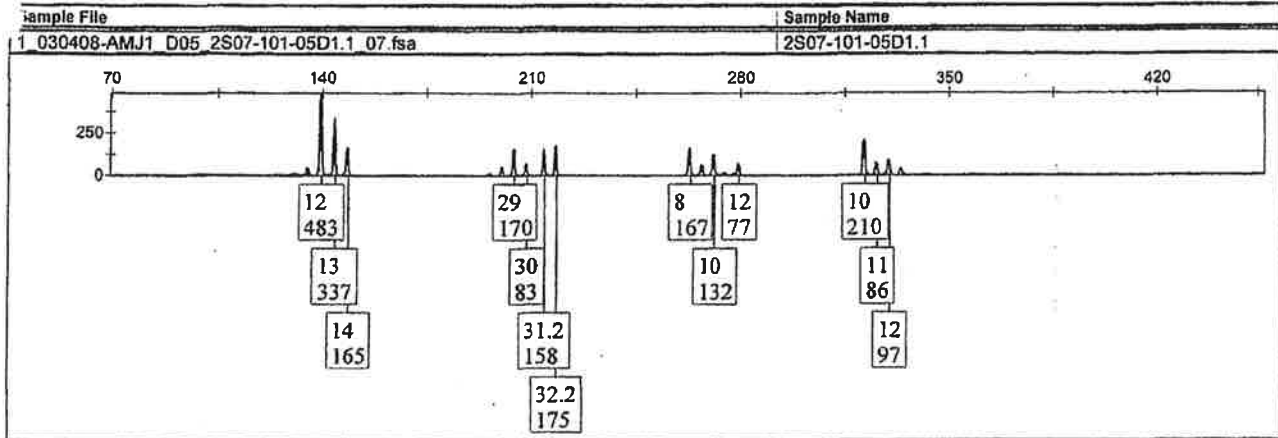 Sample File Sample Name
1_030408-AMJ1_D05_2S07-101-05D1.1_07.fsa 2S07-101-05D1.1
70 140 210 280 350 420
250
0
12 29 8 12 10
483 170 167 77 210
13 30 10 11
337 83 132 86
14 31.2 12
165 158 97
32.2
175